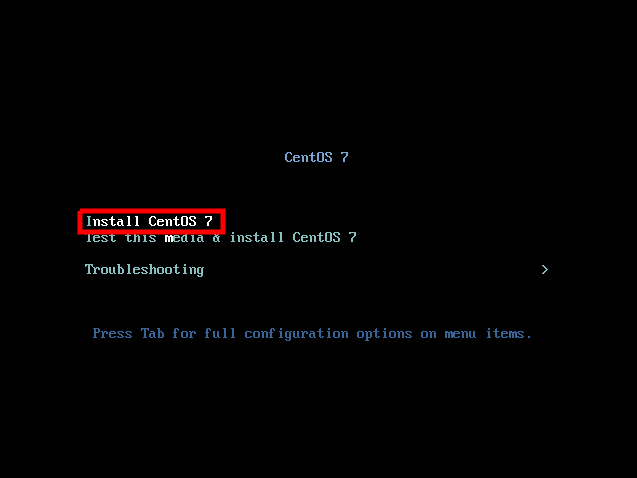 CentOS 7
Install CentOS 7
Test this media & install CentOS 7
Troubleshooting >
Press Tab for full configuration options on menu items.